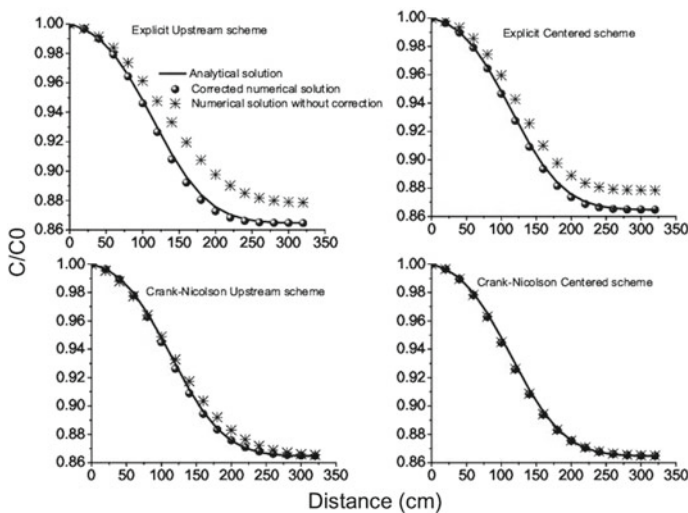 1.00
Explicit Upstream scheme
0.98
Analytical solution
0.96
Corrected numerical solution
Numerical solution without correction
0.94
0.92
0.90
0.88
0.86
0 50 100 150 200 250 300 350
1.00
Explicit Centered scheme
0.98
0.96
0.94
0.92
0.90
0.88
0.86
0 50 100 150 200 250 300 350
C/C0
1.00
Crank-Nicolson Upstream scheme
0.98
0.96
0.94
0.92
0.90
0.88
0.86
0 50 100 150 200 250 300 350
1.00
Crank-Nicolson Centered scheme
0.98
0.96
0.94
0.92
0.90
0.88
0.86
0 50 100 150 200 250 300 350
Distance (cm)